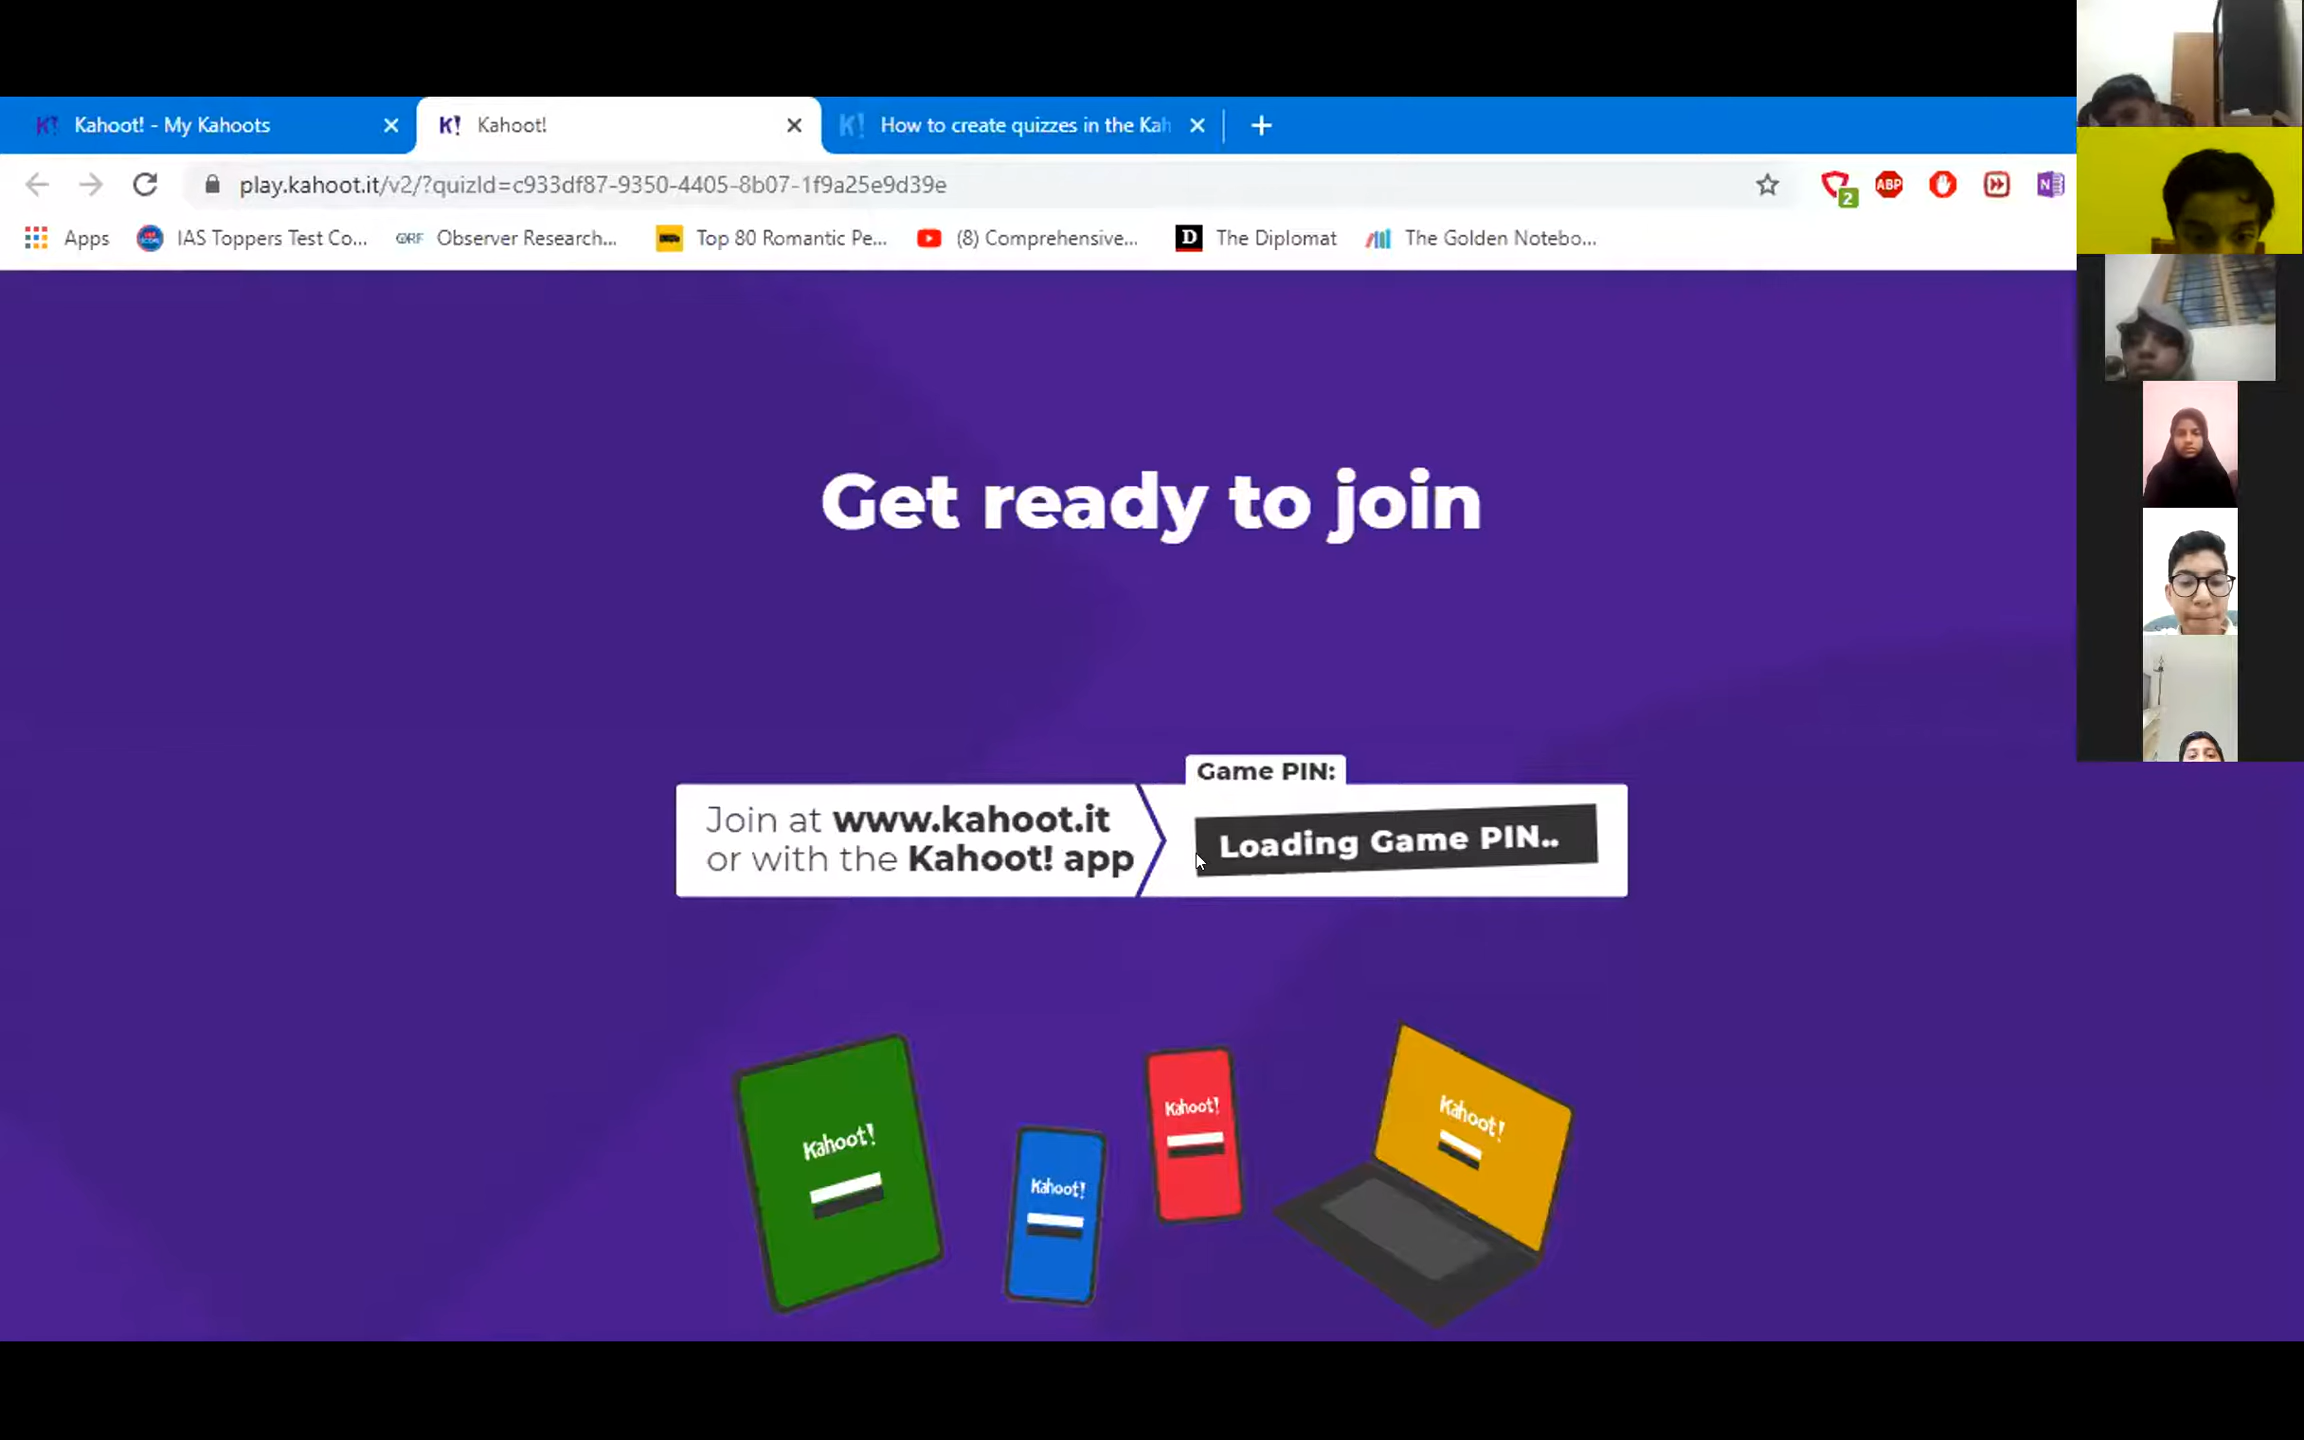 Kahoot! - My Kahoots
K! Kahoot!
K! How to create quizzes in the Kah
play.kahoot.it/v2/?quizId=c933df87-9350-4405-8b07-1f9a25e9d39e
2
ABP
N
Apps
IAS Toppers Test Co...
ORF Observer Research...
Top 80 Romantic Pe...
(8) Comprehensive...
D The Diplomat
The Golden Notebo...
Get ready to join
Game PIN:
Join at www.kahoot.it
or with the Kahoot! app
Loading Game PIN..
Kahoot!
Kahoot!
Kahoot!
Kahoot!